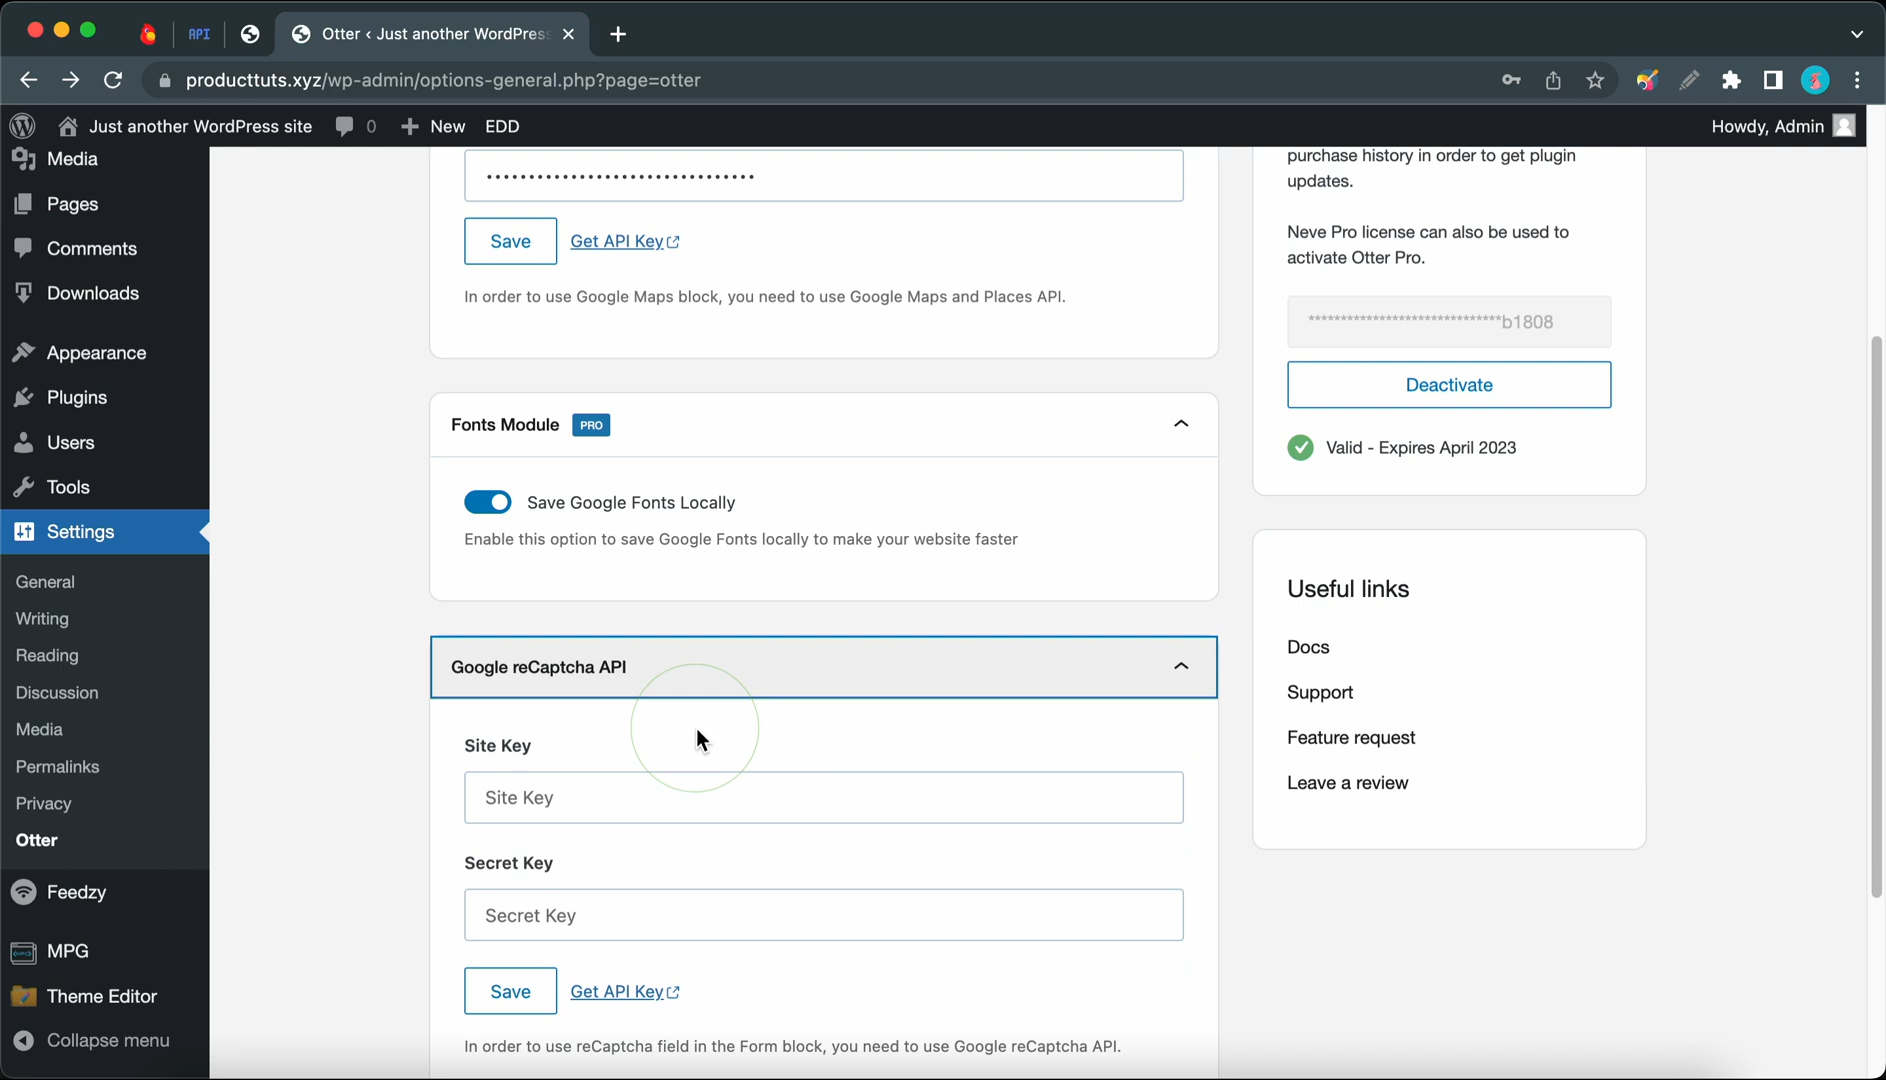 API
Otter ‹ Just another WordPres
producttuts.xyz/wp-admin/options-general.php?page=otter
Just another WordPress site
0
New
EDD
Howdy, Admin
Media
Pages
Comments
Downloads
Appearance
Plugins
Users
Tools
Settings
General
Writing
Reading
Discussion
Media
Permalinks
Privacy
Otter
Feedzy
MPG
Theme Editor
Collapse menu
••••••••••••••••••••••••••••••••
Save
Get API Key
In order to use Google Maps block, you need to use Google Maps and Places API.
Fonts Module
PRO
Save Google Fonts Locally
Enable this option to save Google Fonts locally to make your website faster
Google reCaptcha API
Site Key
Site Key
Secret Key
Secret Key
Save
Get API Key
In order to use reCaptcha field in the Form block, you need to use Google reCaptcha API.
purchase history in order to get plugin
updates.
Neve Pro license can also be used to
activate Otter Pro.
******************************b1808
Deactivate
Valid - Expires April 2023
Useful links
Docs
Support
Feature request
Leave a review